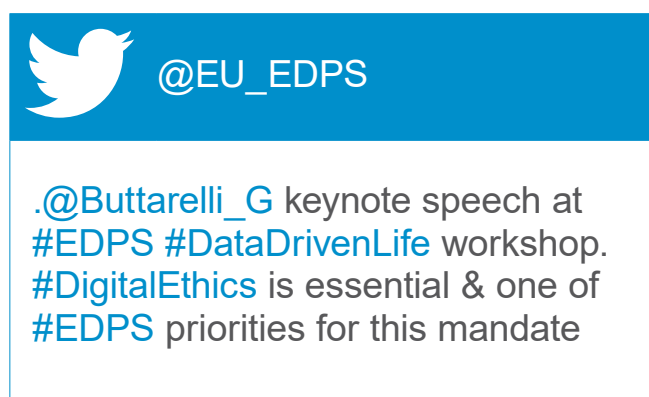 @EU_EDPS
.@Buttarelli_G keynote speech at
#EDPS #DataDrivenLife workshop.
#DigitalEthics is essential & one of
#EDPS priorities for this mandate